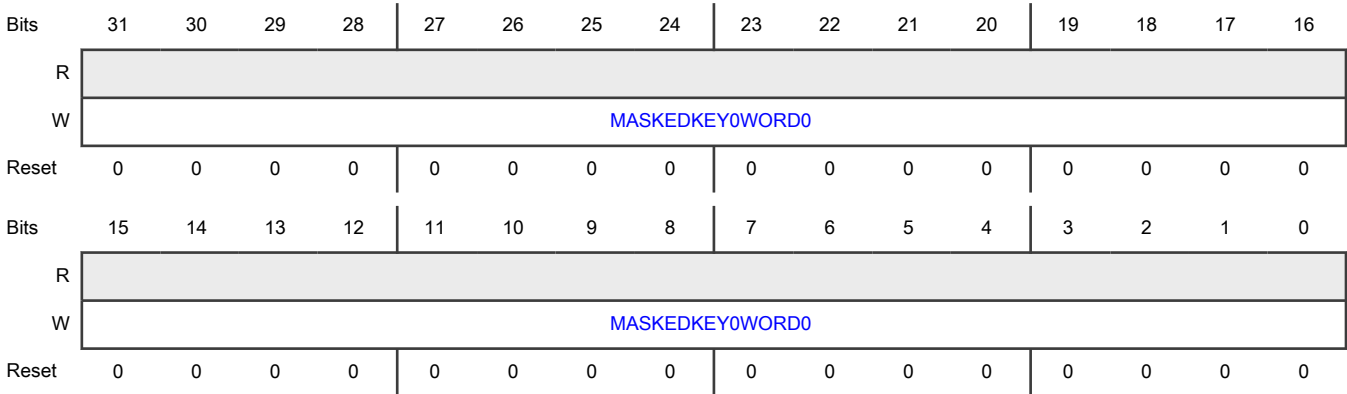 Bits 31 30 29 28 27 26 25 24 23 22 21 20 19 18 17 16
R
W MASKEDKEY0WORD0
Reset 0 0 0 0 0 0 0 0 0 0 0 0 0 0 0 0
Bits 15 14 13 12 11 10 9 8 7 6 5 4 3 2 1 0
R
W MASKEDKEY0WORD0
Reset 0 0 0 0 0 0 0 0 0 0 0 0 0 0 0 0